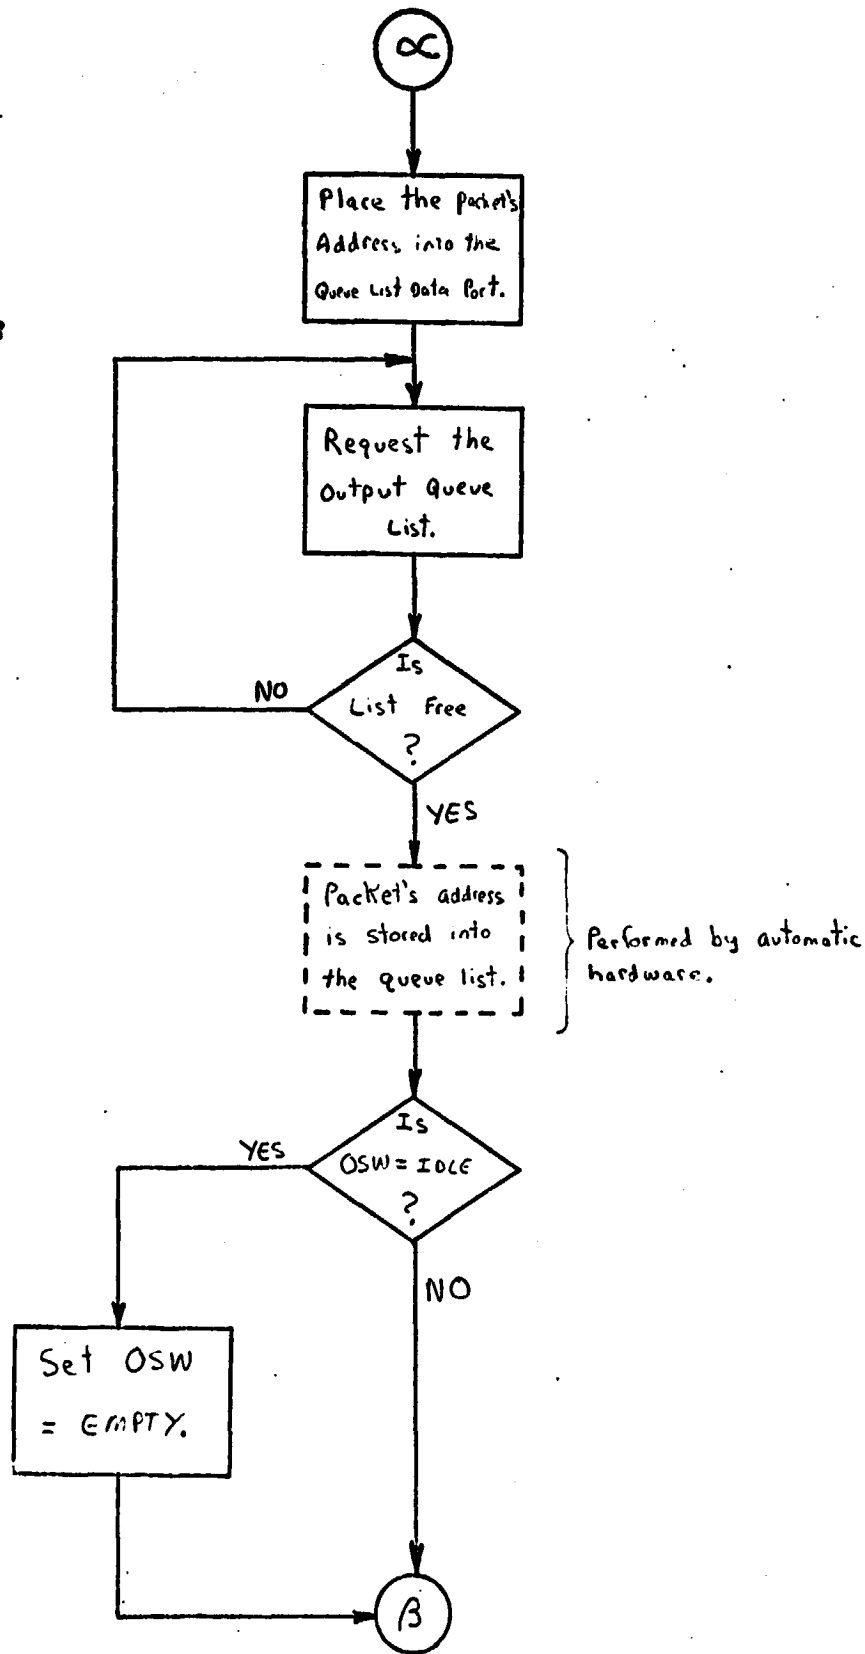 ∝
Place the packet's
Address into the
Queue List Data Port.
Request the
Output Queue
List.
Is
List Free
?
NO
YES
Packet's address
is stored into
the queue list.
Performed by automatic
hardware.
Is
OSW = IDLE
?
YES
NO
Set OSW
= EMPTY.
β